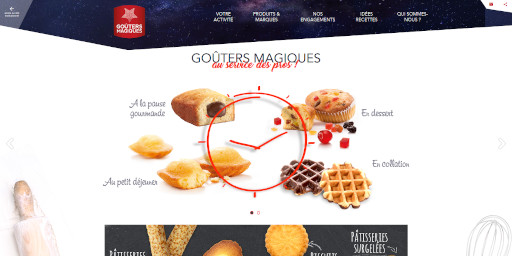 GOÛTERS
MAGIQUES
VOTRE
ACTIVITÉ
PRODUITS &
MARQUES
NOS
ENGAGEMENTS
IDÉES
RECETTES
QUI SOMMES-
NOUS ?
GOÛTERS MAGIQUES
au service des pros !
A la pause
gourmande
En dessert
Au petit déjeuner
En collation
PÂTISSERIES
SURGELÉES
PÂTISSERIES
BISCUITS